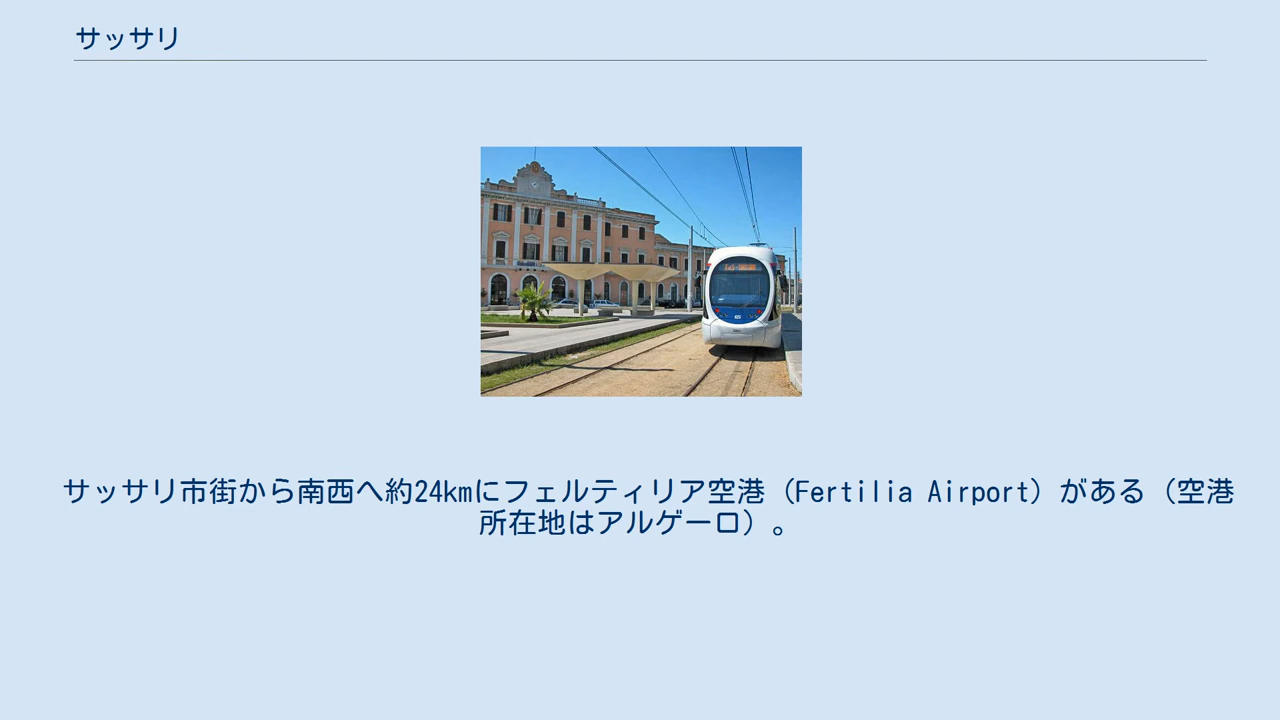 サッサリ
サッサリ市街から南西へ約24kmにフェルティリア空港（Fertilia Airport）がある（空港
所在地はアルゲーロ）。